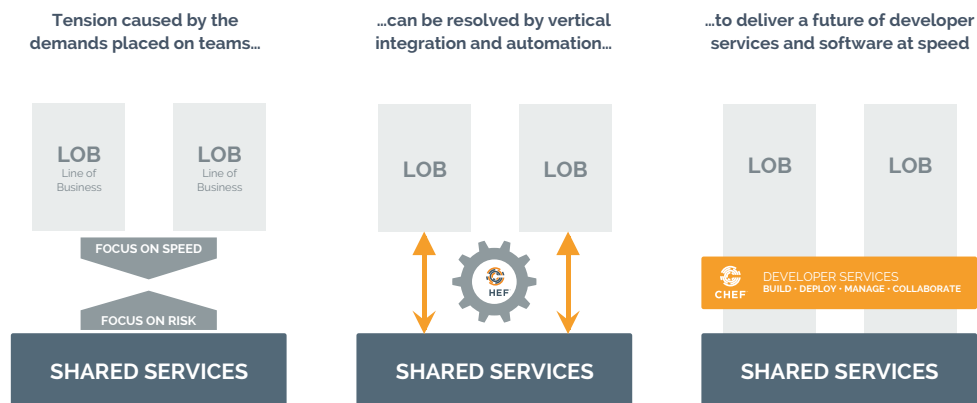 Tension caused by the
demands placed on teams...
LOB
Line of
Business
LOB
Line of
Business
FOCUS ON SPEED
FOCUS ON RISK
SHARED SERVICES
...can be resolved by vertical
integration and automation...
LOB
LOB
HEF
SHARED SERVICES
...to deliver a future of developer
services and software at speed
LOB
LOB
CHEF
DEVELOPER SERVICES
BUILD • DEPLOY • MANAGE • COLLABORATE
SHARED SERVICES